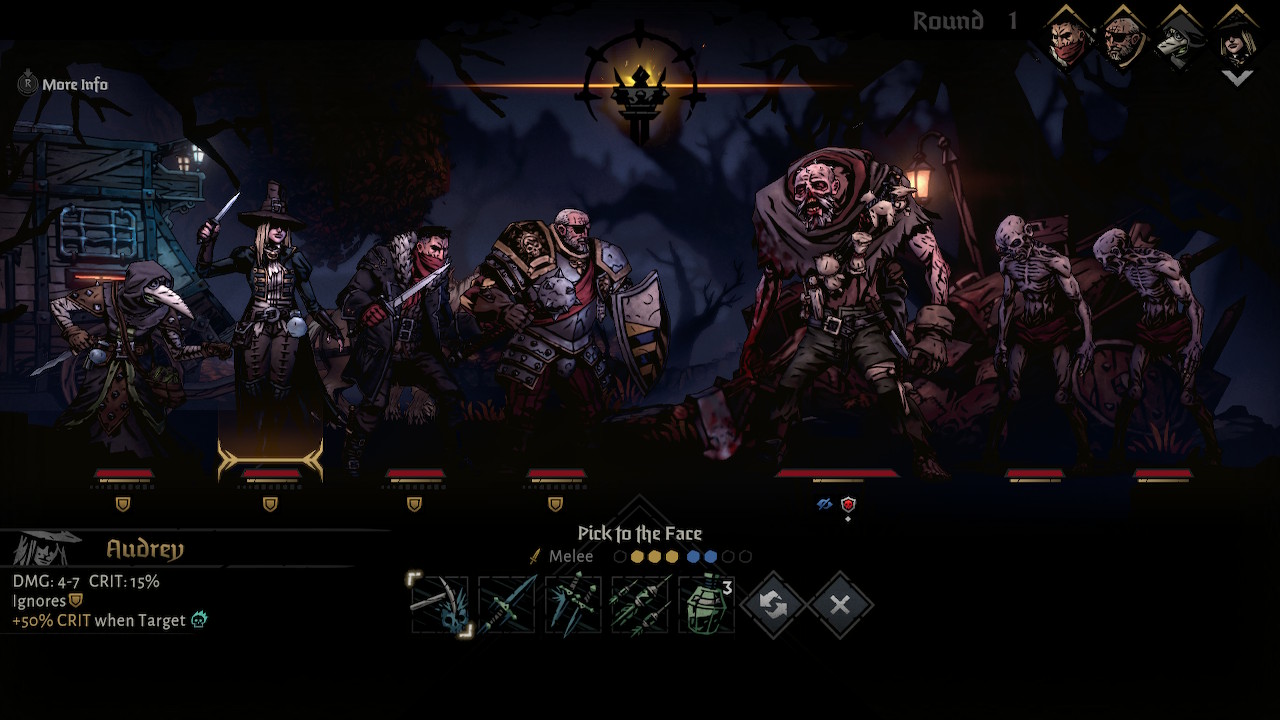 Round 1
R More Info
Pick to the Face
Melee
Audrey
DMG: 4-7 CRIT: 15%
Ignores
+50% CRIT when Target
3